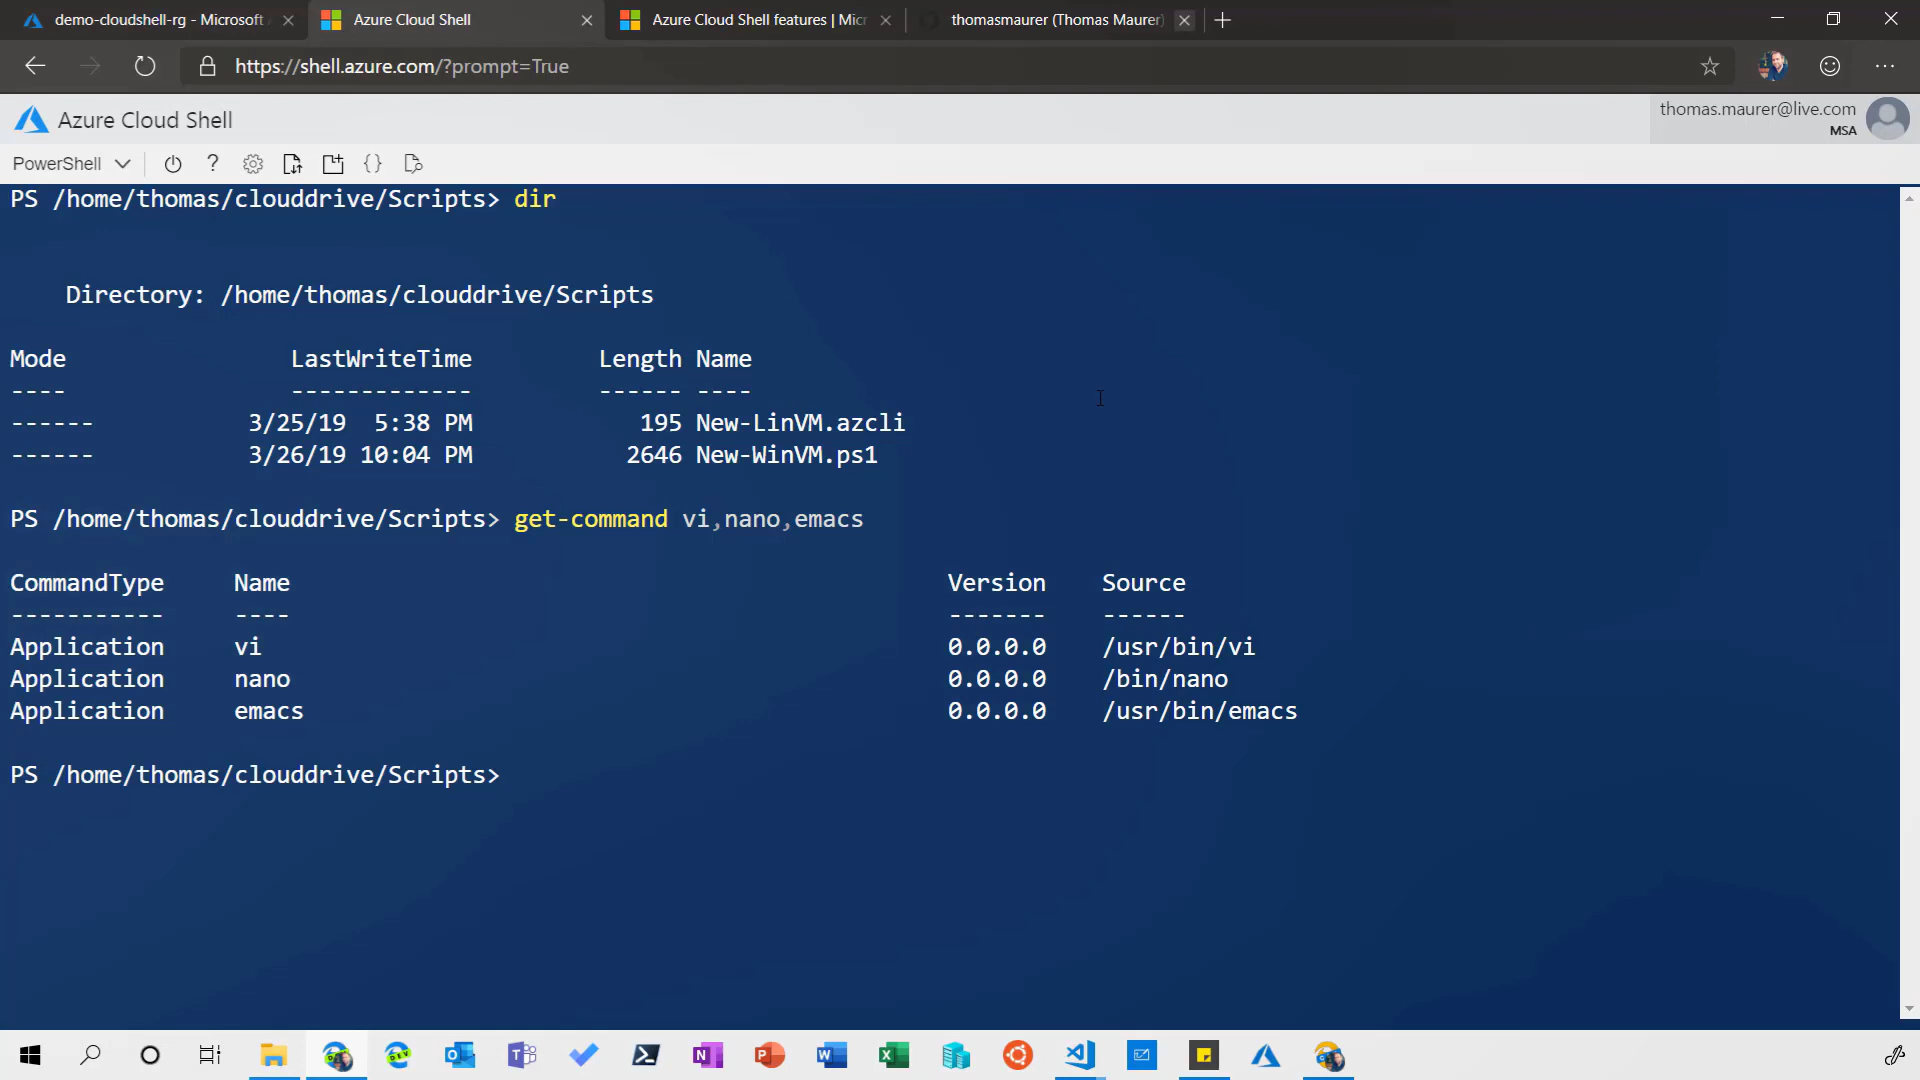 demo-cloudshell-rg - Microsoft
Azure Cloud Shell
Azure Cloud Shell features | Micr
thomasmaurer (Thomas Maurer)
https://shell.azure.com/?prompt=True
Azure Cloud Shell
thomas.maurer@live.com
MSA
PowerShell
PS /home/thomas/clouddrive/Scripts> dir
Directory: /home/thomas/clouddrive/Scripts
Mode LastWriteTime Length Name
---- ------------- ------ ----
------ 3/25/19 5:38 PM 195 New-LinVM.azcli
------ 3/26/19 10:04 PM 2646 New-WinVM.ps1
PS /home/thomas/clouddrive/Scripts> get-command vi,nano,emacs
CommandType Name Version Source
----------- ---- ------- ------
Application vi 0.0.0.0 /usr/bin/vi
Application nano 0.0.0.0 /bin/nano
Application emacs 0.0.0.0 /usr/bin/emacs
PS /home/thomas/clouddrive/Scripts>